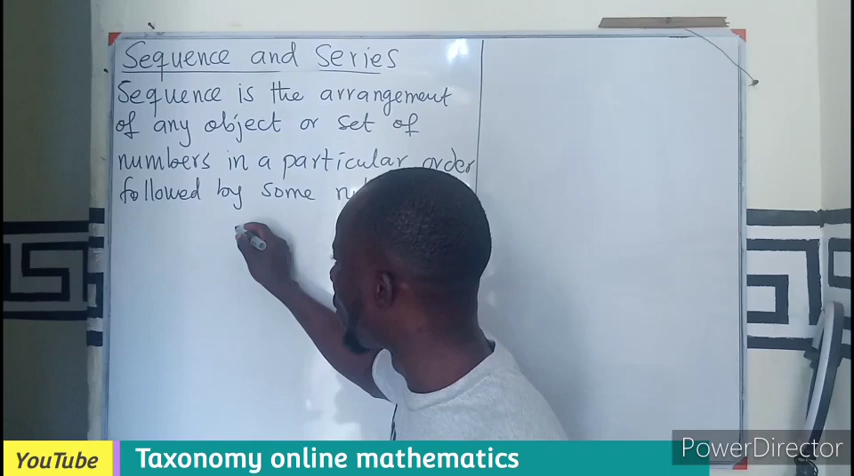 Sequence and Series
Sequence is the arrangement
of any object or set of
numbers in a particular order
followed by some
YouTube Taxonomy online mathematics
PowerDirector